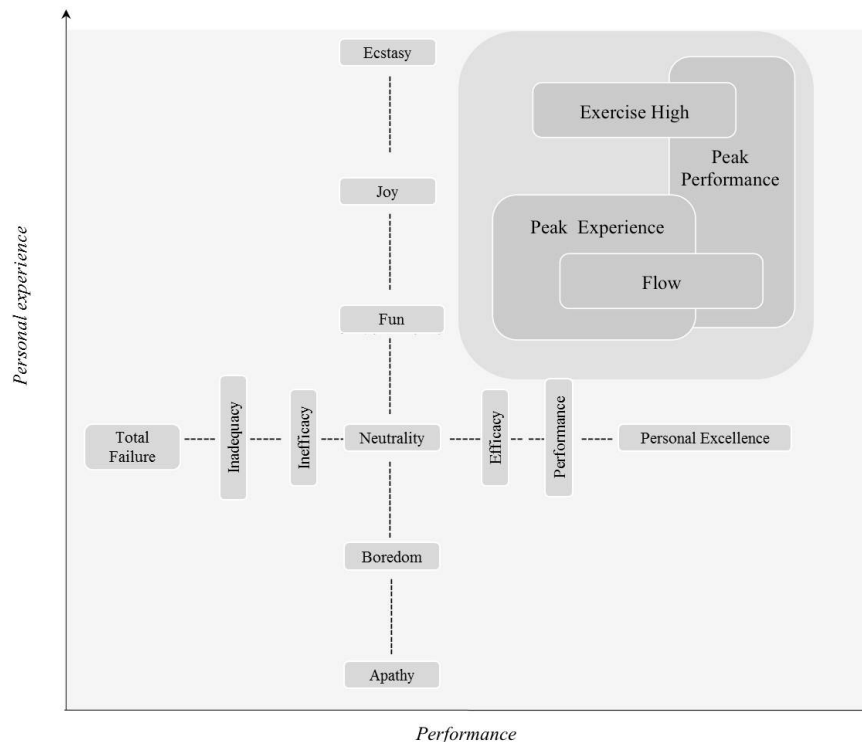 Ecstasy
Exercise High
Peak
Performance
Joy
Peak Experience
Flow
Fun
Personal experience
Total
Failure
Inadequacy
Inefficacy
Neutrality
Efficacy
Performance
Personal Excellence
Boredom
Apathy
Performance